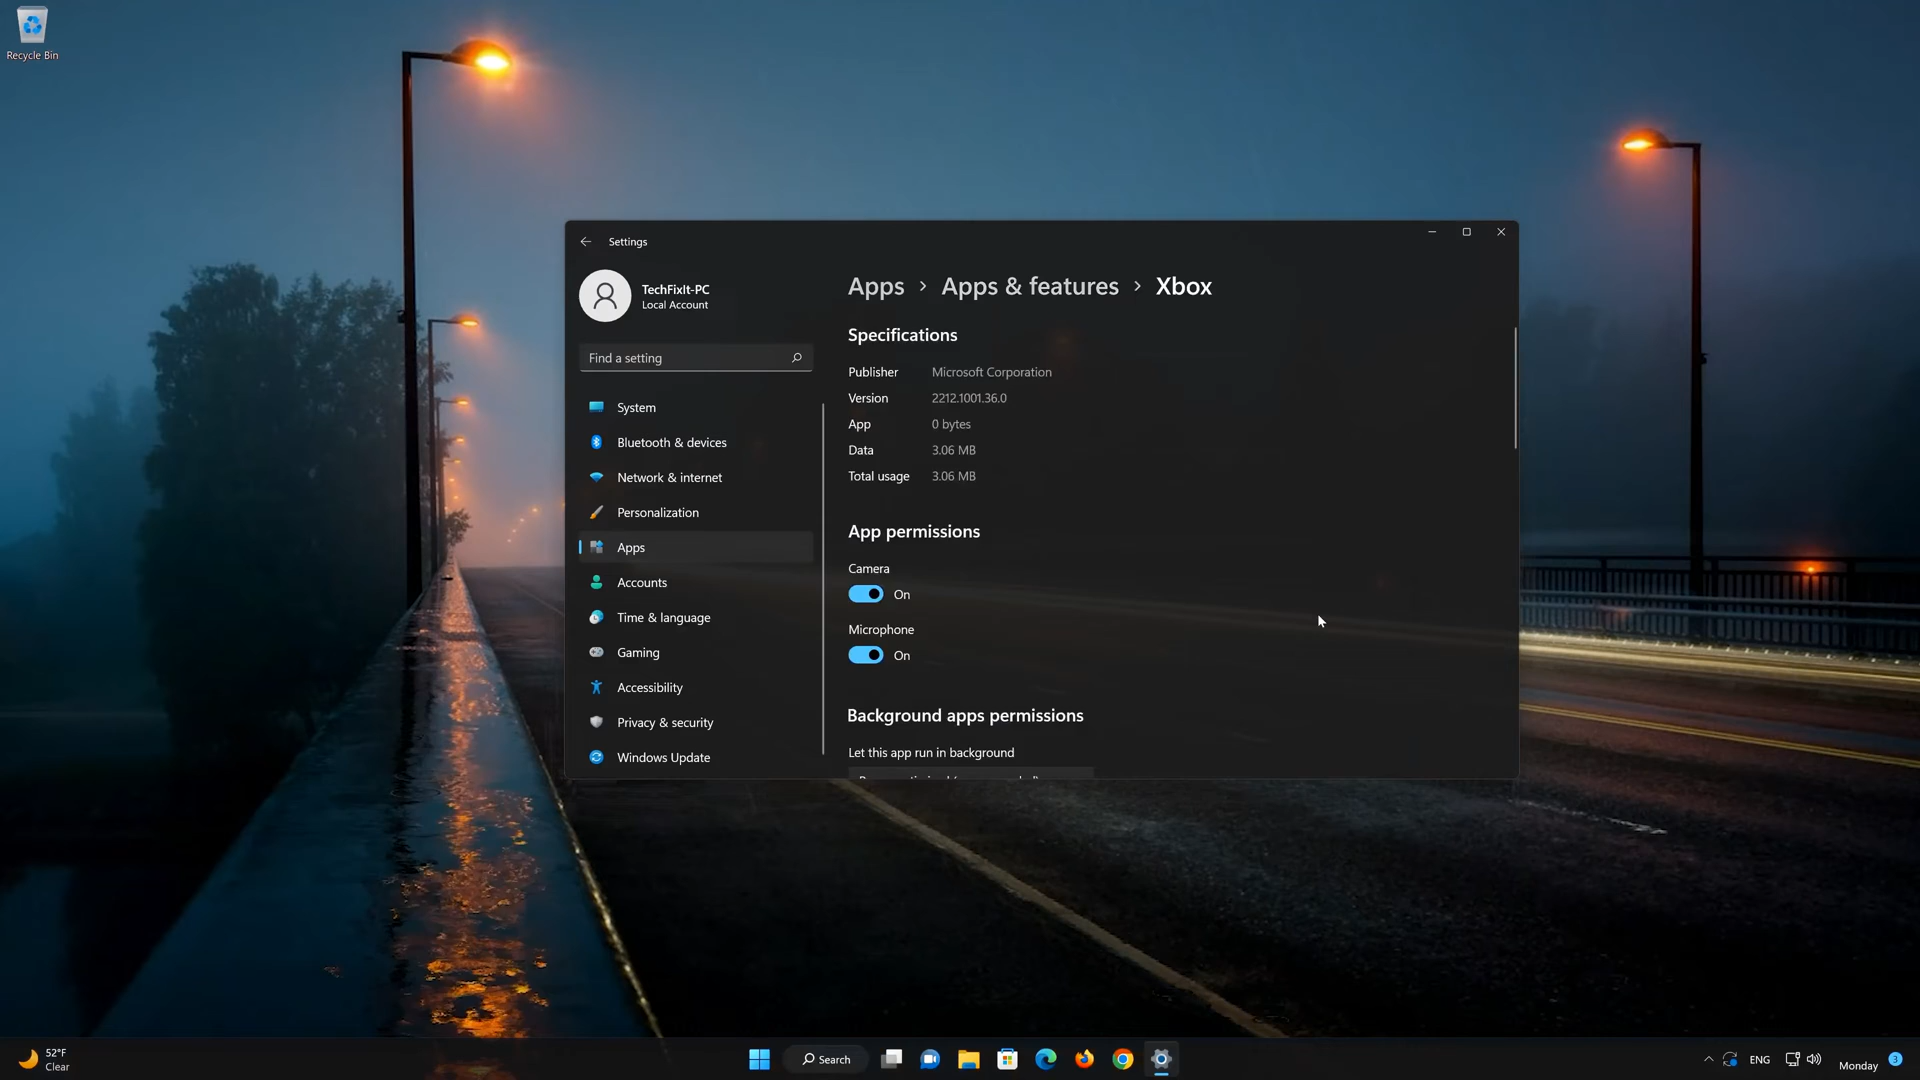 Recycle Bin
Settings
TechFixIt-PC
Local Account
Find a setting
System
Bluetooth & devices
Network & internet
Personalization
Apps
Accounts
Time & language
Gaming
Accessibility
Privacy & security
Windows Update
Apps › Apps & features › Xbox
Specifications
Publisher Microsoft Corporation
Version 2212.1001.36.0
App 0 bytes
Data 3.06 MB
Total usage 3.06 MB
App permissions
Camera
On
Microphone
On
Background apps permissions
Let this app run in background
52°F
Clear
Search
ENG
Monday
3